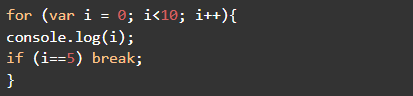 for (var i = 0; i<10; i++){
console.log(i);
if (i==5) break;
}